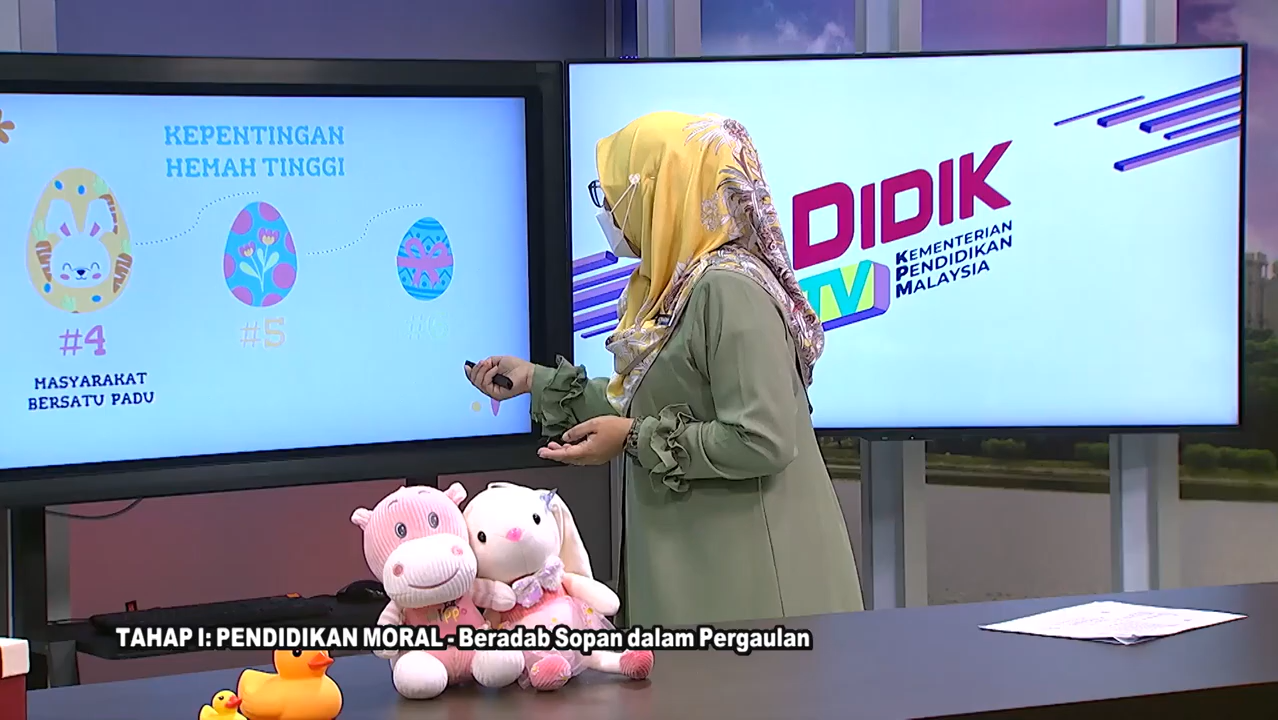 KEPENTINGAN
HEMAH TINGGI
#4
#5
MASYARAKAT
BERSATU PADU
DIDIK
TV
KEMENTERIAN
PENDIDIKAN
MALAYSIA
TAHAP I: PENDIDIKAN MORAL - Beradab Sopan dalam Pergaulan